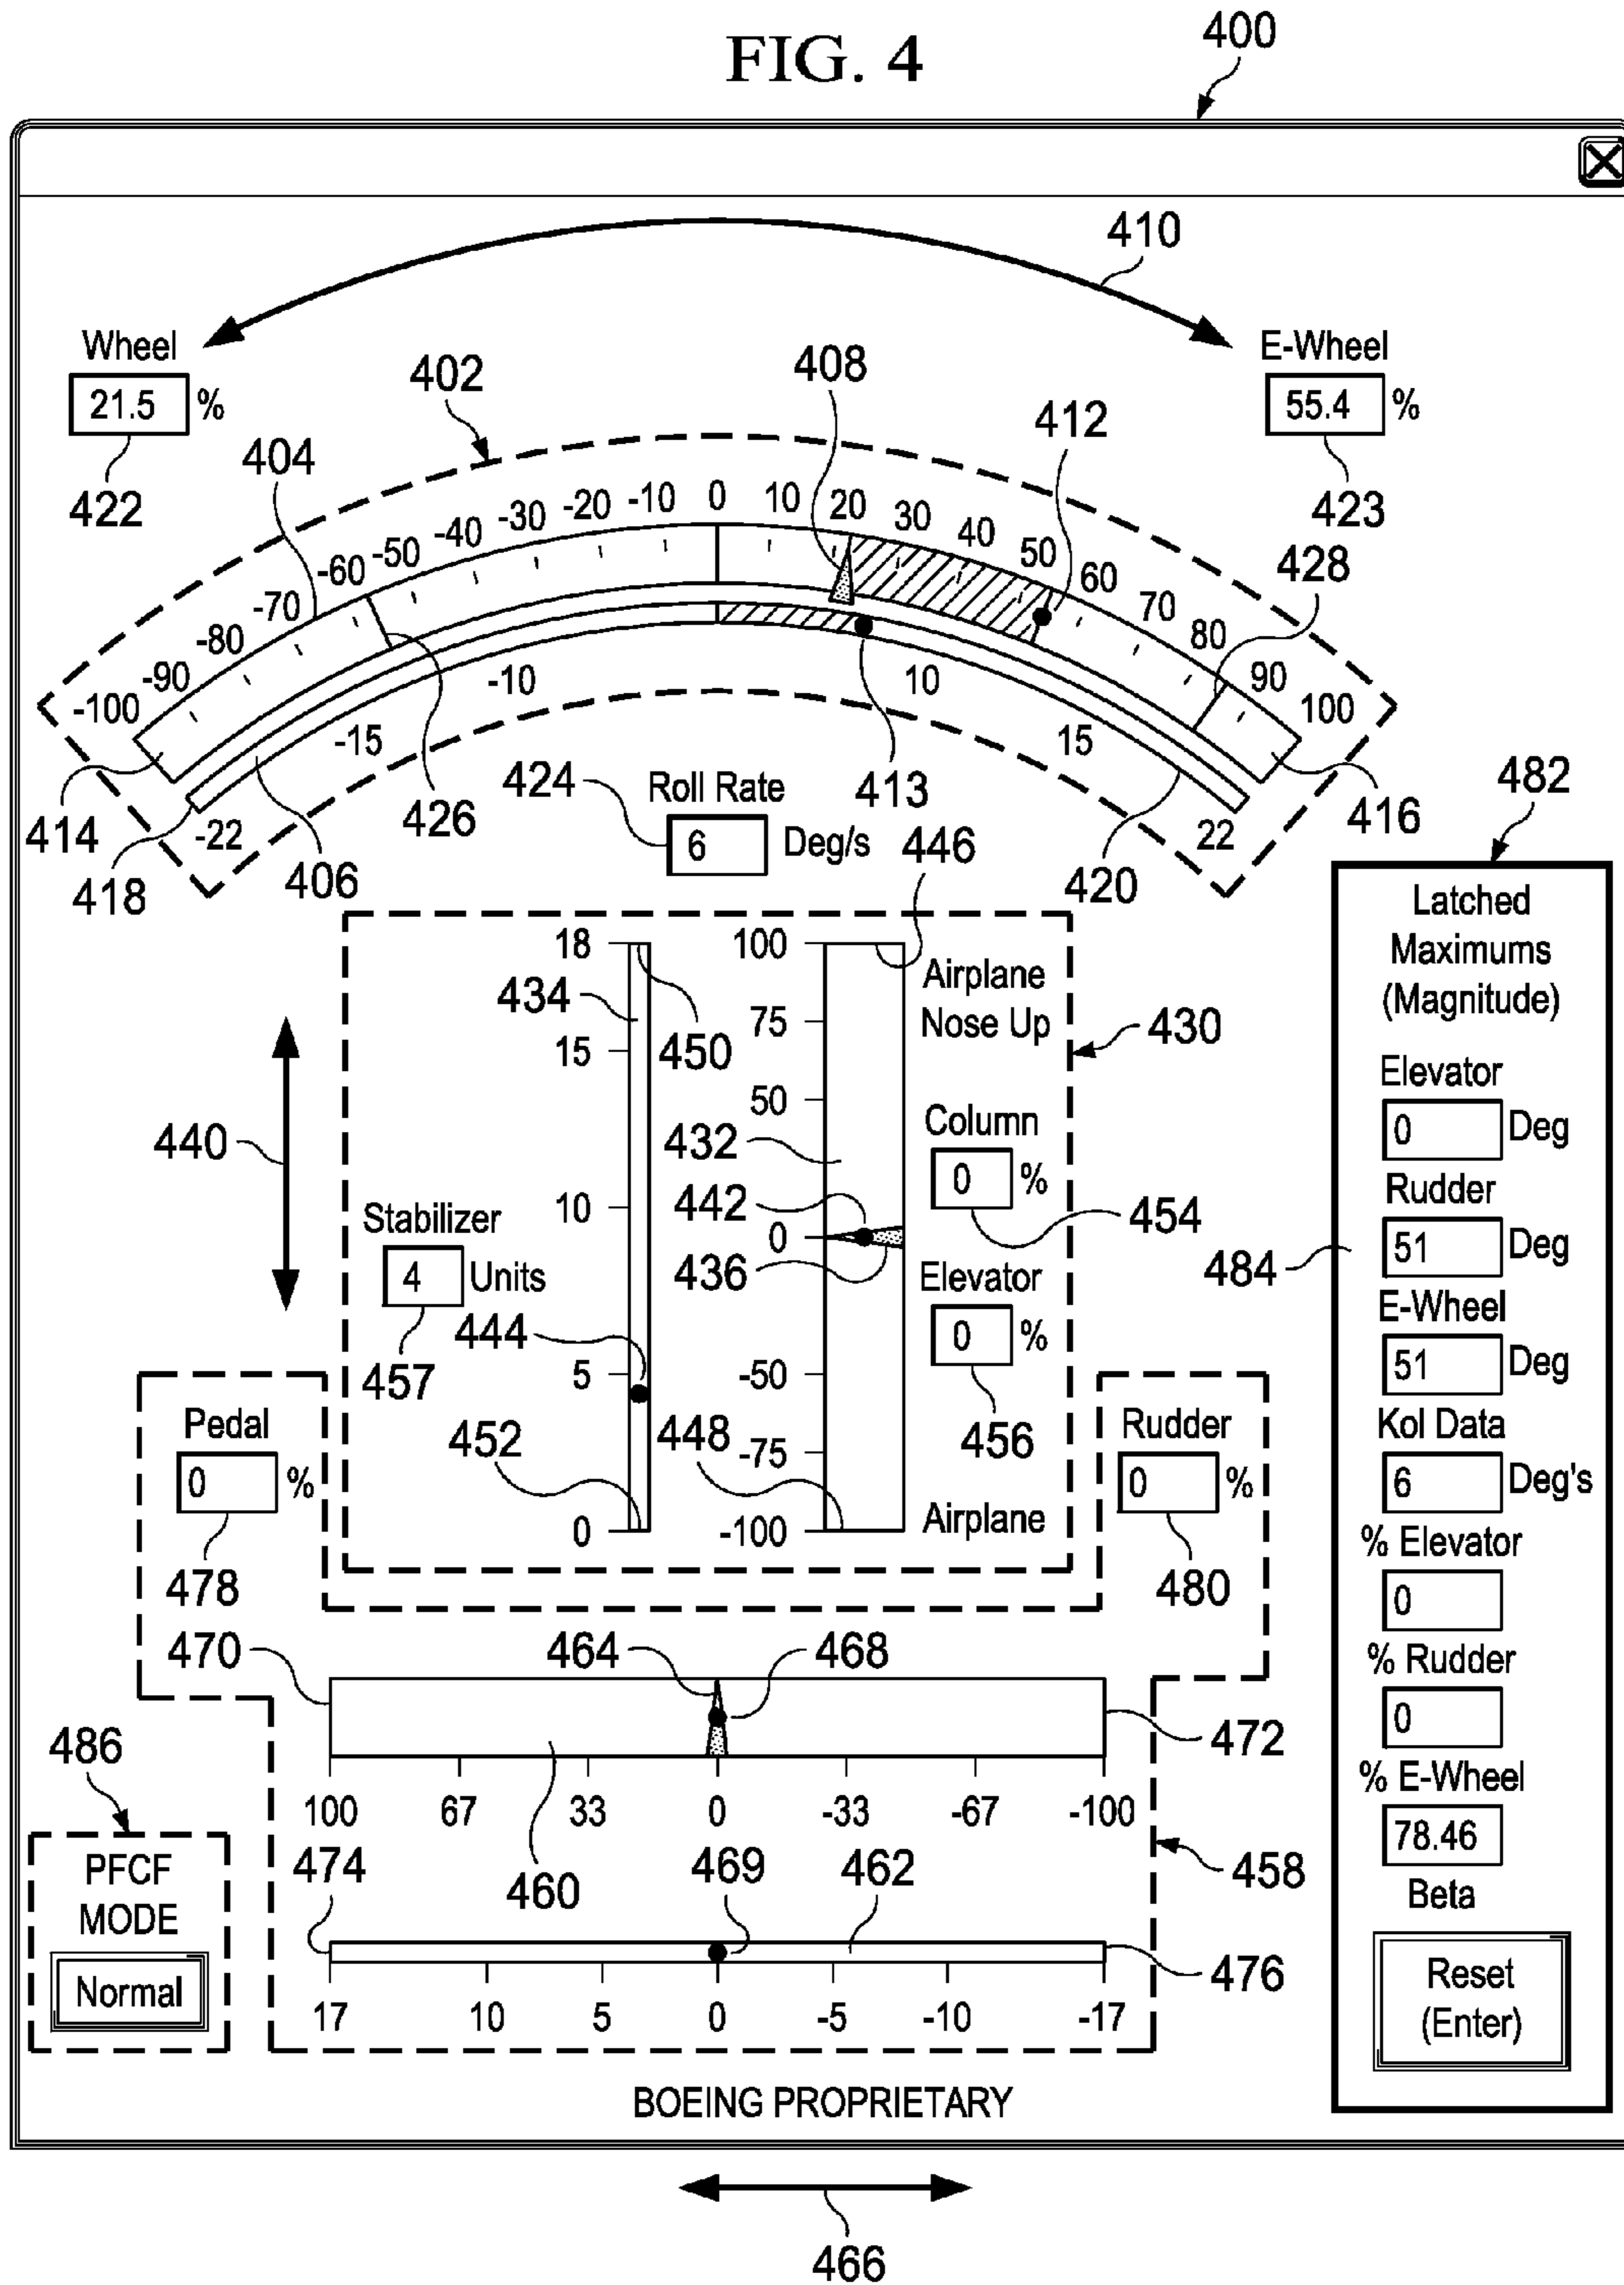 FIG. 4
400
410
Wheel
21.5 %
422
E-Wheel
55.4 %
423
402
404
408
412
428
-100 -90 -80 -70 -60 -50 -40 -30 -20 -10 0 10 20 30 40 50 60 70 80 90 100
-22 -15 -10 10 15 22
414
418
406
426
413
420
416
424
Roll Rate
6 Deg/s
446
482
18
15
10
5
0
434
450
100
75
50
0
-50
-75
-100
Airplane
Nose Up
430
440
432
442
436
Column
0 %
454
Stabilizer
4 Units
457
444
Elevator
0 %
456
452
448
Airplane
Pedal
0 %
478
Rudder
0 %
480
470
464
468
472
100 67 33 0 -33 -67 -100
460
474
469
462
458
476
17 10 5 0 -5 -10 -17
486
PFCF
MODE
Normal
Latched
Maximums
(Magnitude)
Elevator
0 Deg
Rudder
51 Deg
484
E-Wheel
51 Deg
Kol Data
6 Deg's
% Elevator
0
% Rudder
0
% E-Wheel
78.46
Beta
Reset
(Enter)
BOEING PROPRIETARY
466